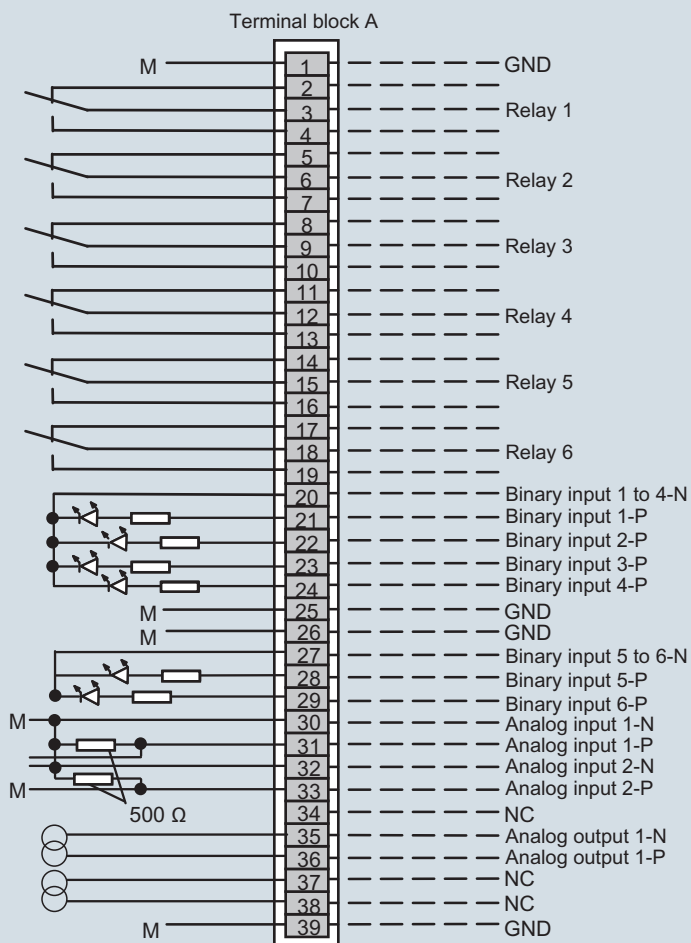 Terminal block A
M 1 GND
2
3 Relay 1
4
5
6 Relay 2
7
8
9 Relay 3
10
11
12 Relay 4
13
14
15 Relay 5
16
17
18 Relay 6
19
20 Binary input 1 to 4-N
21 Binary input 1-P
22 Binary input 2-P
23 Binary input 3-P
24 Binary input 4-P
M 25 GND
M 26 GND
27 Binary input 5 to 6-N
28 Binary input 5-P
29 Binary input 6-P
M 30 Analog input 1-N
31 Analog input 1-P
32 Analog input 2-N
M 33 Analog input 2-P
500 Ω 34 NC
35 Analog output 1-N
36 Analog output 1-P
37 NC
38 NC
M 39 GND